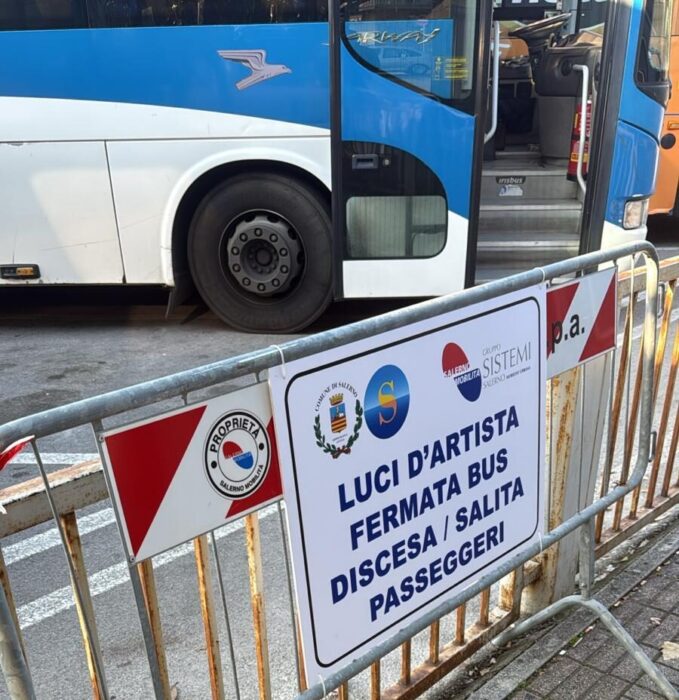 ARWAY
insbus
p.a.
COMUNE DI SALERNO
S
SALERNO
MOBILITÀ
GRUPPO
SISTEMI
SALERNO
PROPRIETÀ
SALERNO MOBILITÀ
LUCI D'ARTISTA
FERMATA BUS
DISCESA / SALITA
PASSEGGERI